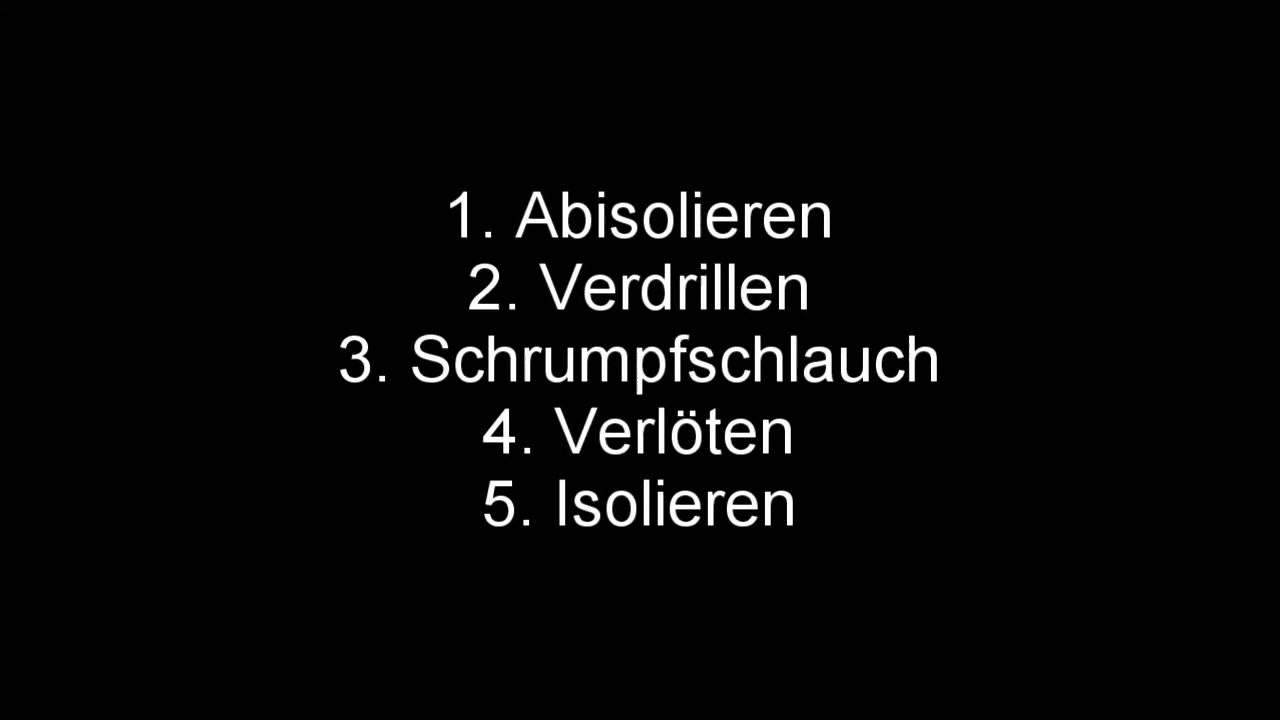 1. Abisolieren
2. Verdrillen
3. Schrumpfschlauch
4. Verlöten
5. Isolieren